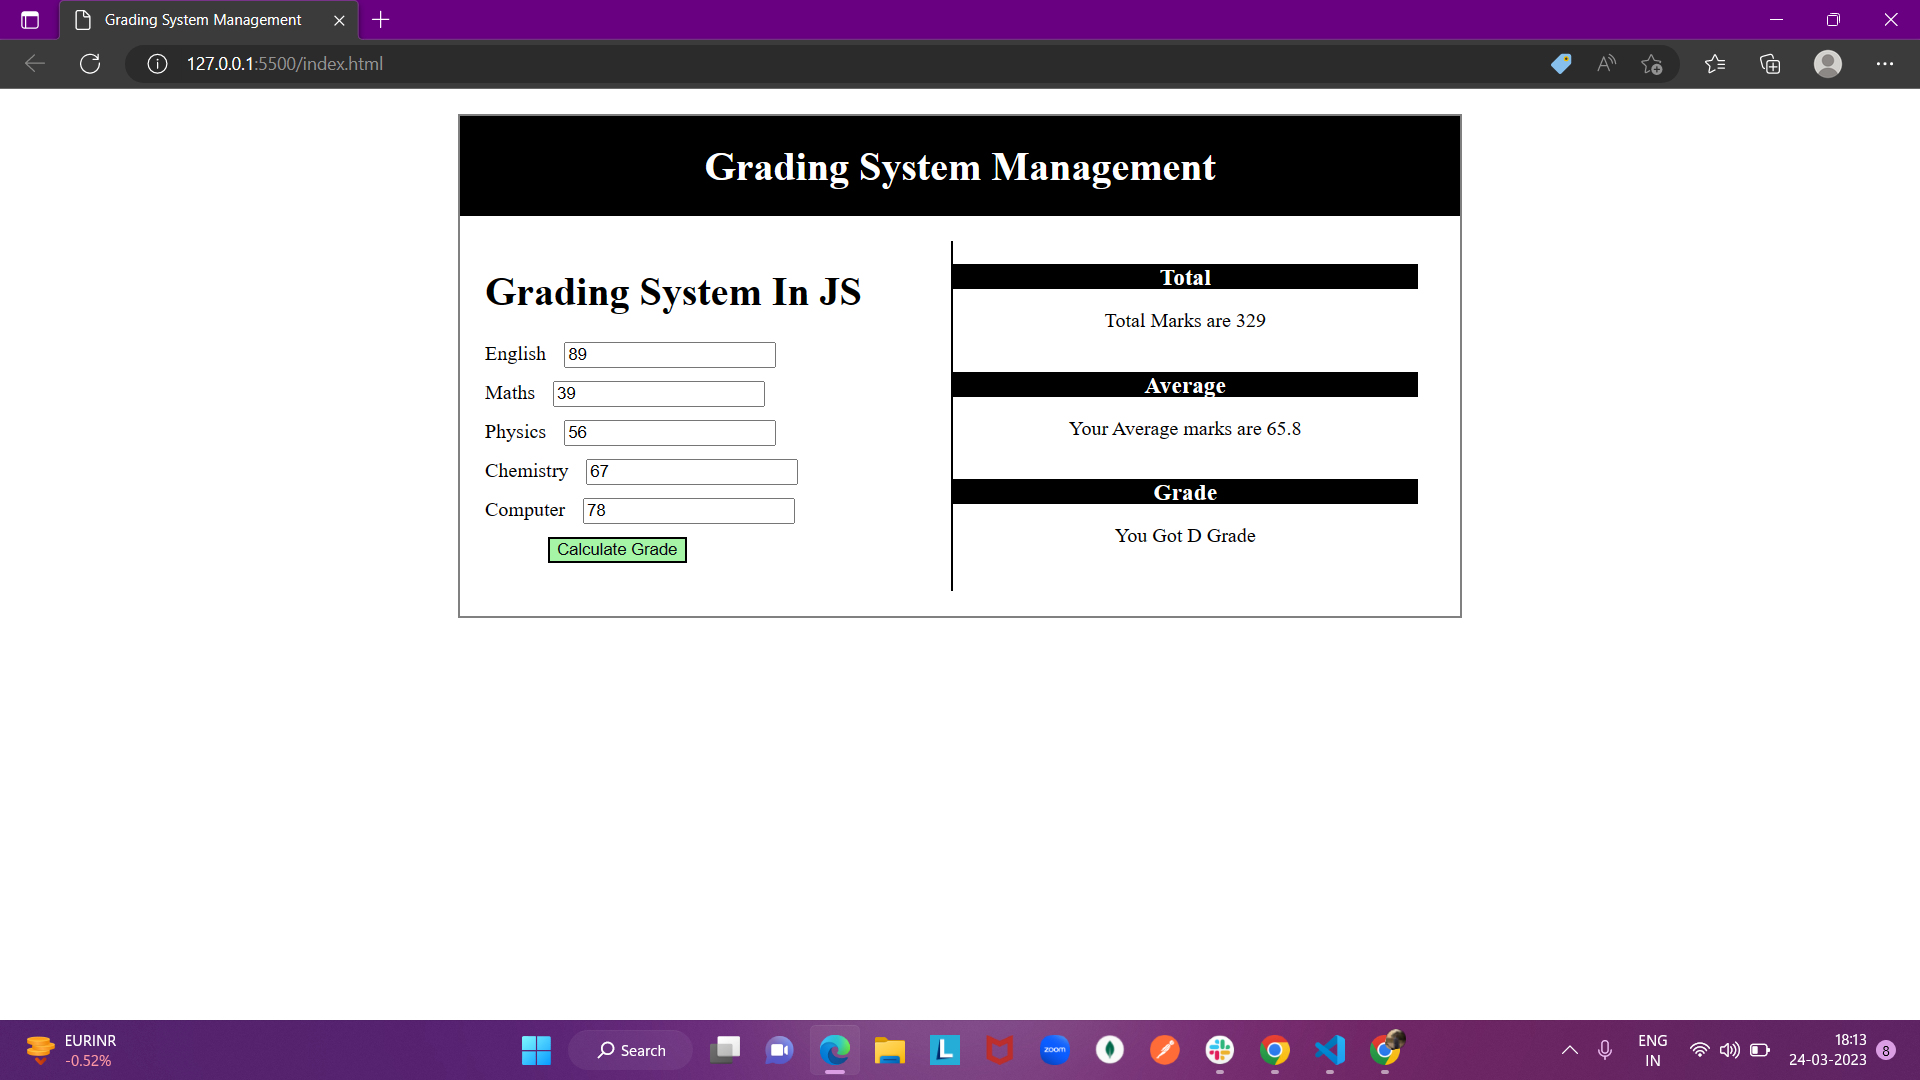 Grading System Management
127.0.0.1:5500/index.html
Grading System Management
Grading System In JS
English 89
Maths 39
Physics 56
Chemistry 67
Computer 78
Calculate Grade
Total
Total Marks are 329
Average
Your Average marks are 65.8
Grade
You Got D Grade
EURINR
-0.52%
Search
L
zoom
ENG
IN
18:13
24-03-2023
8